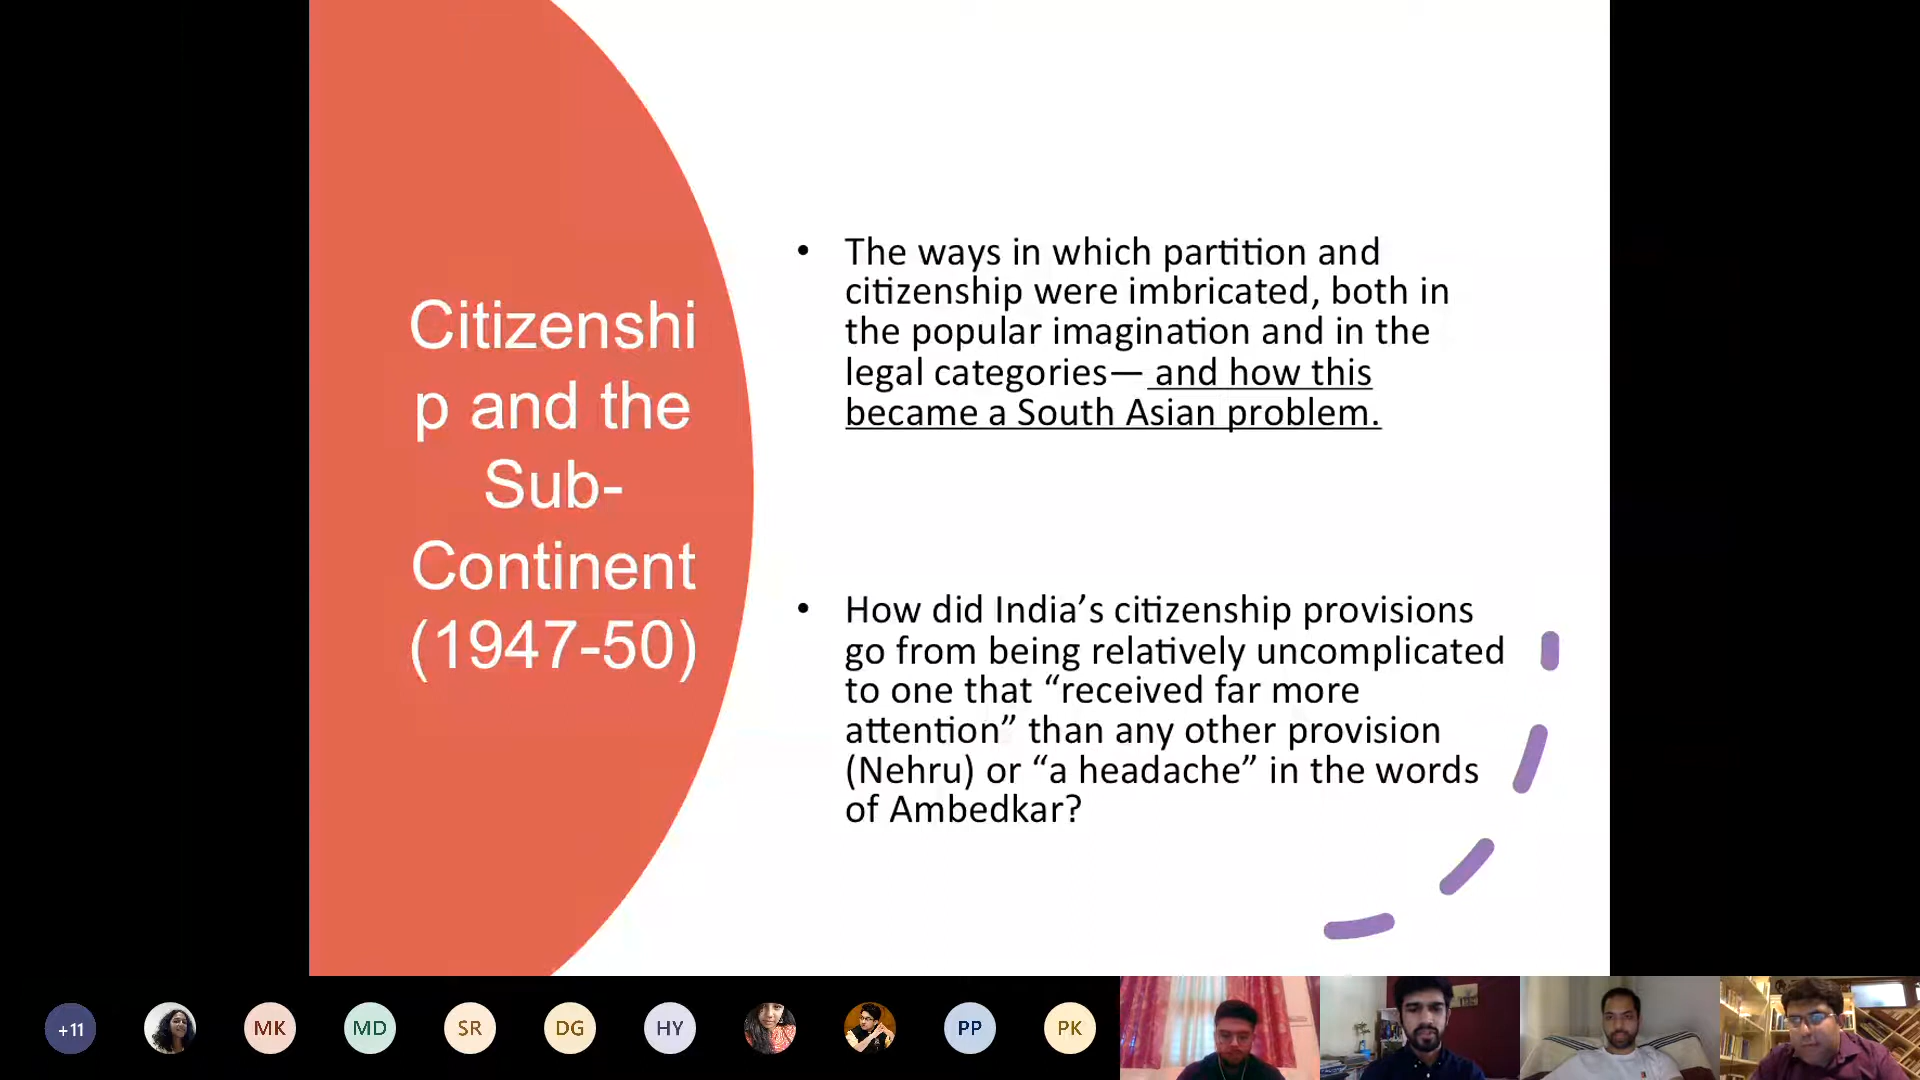 Citizenshi
p and the
Sub-
Continent
(1947-50)
• The ways in which partition and
citizenship were imbricated, both in
the popular imagination and in the
legal categories— and how this
became a South Asian problem.
• How did India’s citizenship provisions
go from being relatively uncomplicated
to one that “received far more
attention” than any other provision
(Nehru) or “a headache” in the words
of Ambedkar?
+11 MK MD SR DG HY PP PK